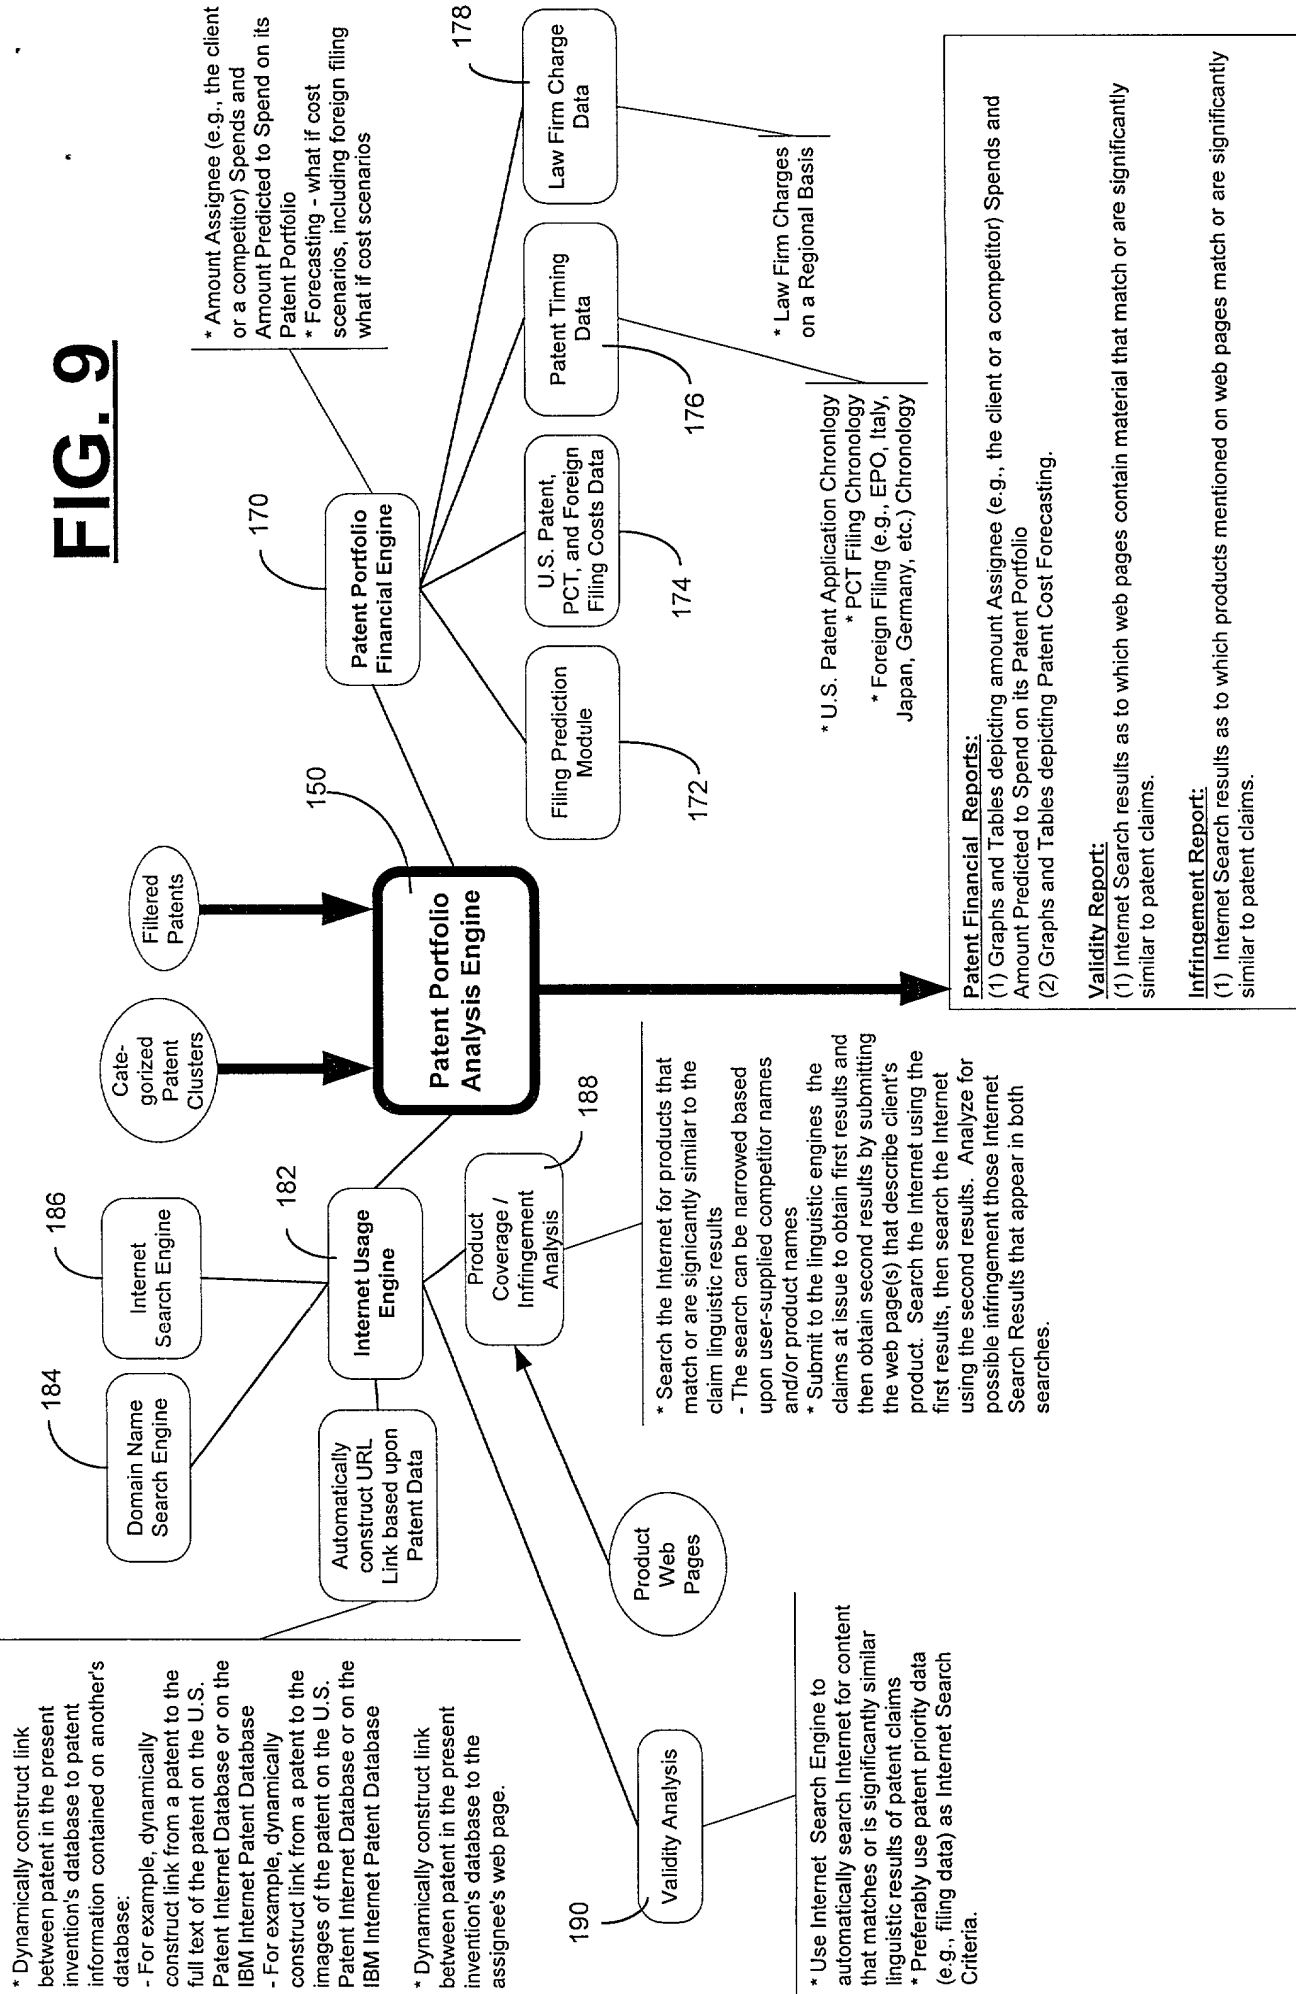 FIG. 9
* Dynamically construct link
between patent in the present
invention's database to patent
information contained on another's
database:
- For example, dynamically
construct link from a patent to the
full text of the patent on the U.S.
Patent Internet Database or on the
IBM Internet Patent Database
- For example, dynamically
construct link from a patent to the
images of the patent on the U.S.
Patent Internet Database or on the
IBM Internet Patent Database
* Dynamically construct link
between patent in the present
invention's database to the
assignee's web page.
184
Domain Name
Search Engine
186
Internet
Search Engine
Automatically
construct URL
Link based upon
Patent Data
182
Internet Usage
Engine
Product
Coverage /
Infringement
Analysis
188
Product
Web
Pages
190
Validity Analysis
* Use Internet Search Engine to
automatically search Internet for content
that matches or is significantly similar
linguistic results of patent claims
* Preferably use patent priority data
(e.g., filing data) as Internet Search
Criteria.
* Search the Internet for products that
match or are signicantly similar to the
claim linguistic results
- The search can be narrowed based
upon user-supplied competitor names
and/or product names
* Submit to the linguistic engines the
claims at issue to obtain first results and
then obtain second results by submitting
the web page(s) that describe client's
product. Search the Internet using the
first results, then search the Internet
using the second results. Analyze for
possible infringement those Internet
Search Results that appear in both
searches.
Cate-
gorized
Patent
Clusters
Filtered
Patents
150
Patent Portfolio
Analysis Engine
170
Patent Portfolio
Financial Engine
* Amount Assignee (e.g., the client
or a competitor) Spends and
Amount Predicted to Spend on its
Patent Portfolio
* Forecasting - what if cost
scenarios, including foreign filing
what if cost scenarios
Filing Prediction
Module
172
U.S. Patent,
PCT, and Foreign
Filing Costs Data
174
Patent Timing
Data
176
Law Firm Charge
Data
178
* Law Firm Charges
on a Regional Basis
* U.S. Patent Application Chronlogy
* PCT Filing Chronology
* Foreign Filing (e.g., EPO, Italy,
Japan, Germany, etc.) Chronology
Patent Financial Reports:
(1) Graphs and Tables depicting amount Assignee (e.g., the client or a competitor) Spends and
Amount Predicted to Spend on its Patent Portfolio
(2) Graphs and Tables depicting Patent Cost Forecasting.
Validity Report:
(1) Internet Search results as to which web pages contain material that match or are significantly
similar to patent claims.
Infringement Report:
(1) Internet Search results as to which products mentioned on web pages match or are significantly
similar to patent claims.